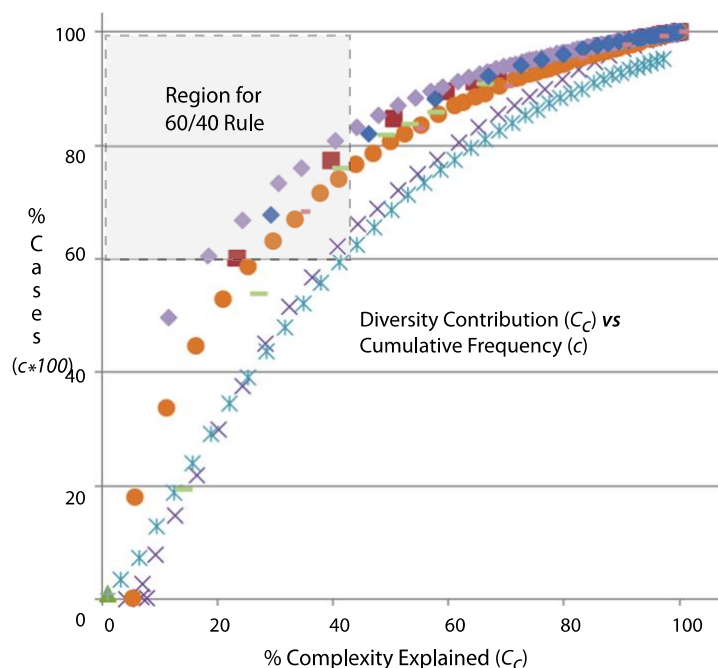 100
80
60
40
20
0
%
C
a
s
e
s
(c*100)
Region for
60/40 Rule
Diversity Contribution (Cc) vs
Cumulative Frequency (c)
0 20 40 60 80 100
% Complexity Explained (Cc)